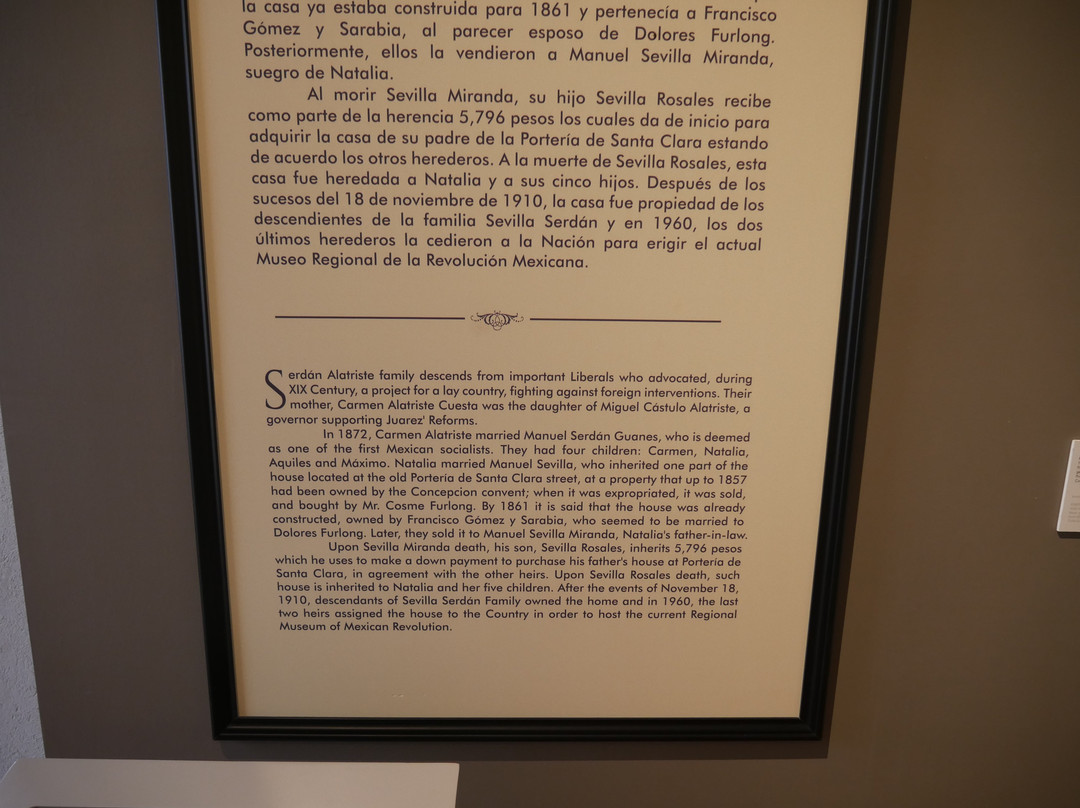 la casa ya estaba construida para 1861 y pertenecía a Francisco
Gómez y Sarabia, al parecer esposo de Dolores Furlong.
Posteriormente, ellos la vendieron a Manuel Sevilla Miranda,
suegro de Natalia.
Al morir Sevilla Miranda, su hijo Sevilla Rosales recibe
como parte de la herencia 5,796 pesos los cuales da de inicio para
adquirir la casa de su padre de la Portería de Santa Clara estando
de acuerdo los otros herederos. A la muerte de Sevilla Rosales, esta
casa fue heredada a Natalia y a sus cinco hijos. Después de los
sucesos del 18 de noviembre de 1910, la casa fue propiedad de los
descendientes de la familia Sevilla Serdán y en 1960, los dos
últimos herederos la cedieron a la Nación para erigir el actual
Museo Regional de la Revolución Mexicana.
Serdán Alatriste family descends from important Liberals who advocated, during
XIX Century, a project for a lay country, fighting against foreign interventions. Their
mother, Carmen Alatriste Cuesta was the daughter of Miguel Cástulo Alatriste, a
governor supporting Juarez' Reforms.
In 1872, Carmen Alatriste married Manuel Serdán Guanes, who is deemed
as one of the first Mexican socialists. They had four children: Carmen, Natalia,
Aquiles and Máximo. Natalia married Manuel Sevilla, who inherited one part of the
house located at the old Portería de Santa Clara street, at a property that up to 1857
had been owned by the Concepcion convent; when it was expropriated, it was sold,
and bought by Mr. Cosme Furlong. By 1861 it is said that the house was already
constructed, owned by Francisco Gómez y Sarabia, who seemed to be married to
Dolores Furlong. Later, they sold it to Manuel Sevilla Miranda, Natalia's father-in-law.
Upon Sevilla Miranda death, his son, Sevilla Rosales, inherits 5,796 pesos
which he uses to make a down payment to purchase his father's house at Portería de
Santa Clara, in agreement with the other heirs. Upon Sevilla Rosales death, such
house is inherited to Natalia and her five children. After the events of November 18,
1910, descendants of Sevilla Serdán Family owned the home and in 1960, the last
two heirs assigned the house to the Country in order to host the current Regional
Museum of Mexican Revolution.